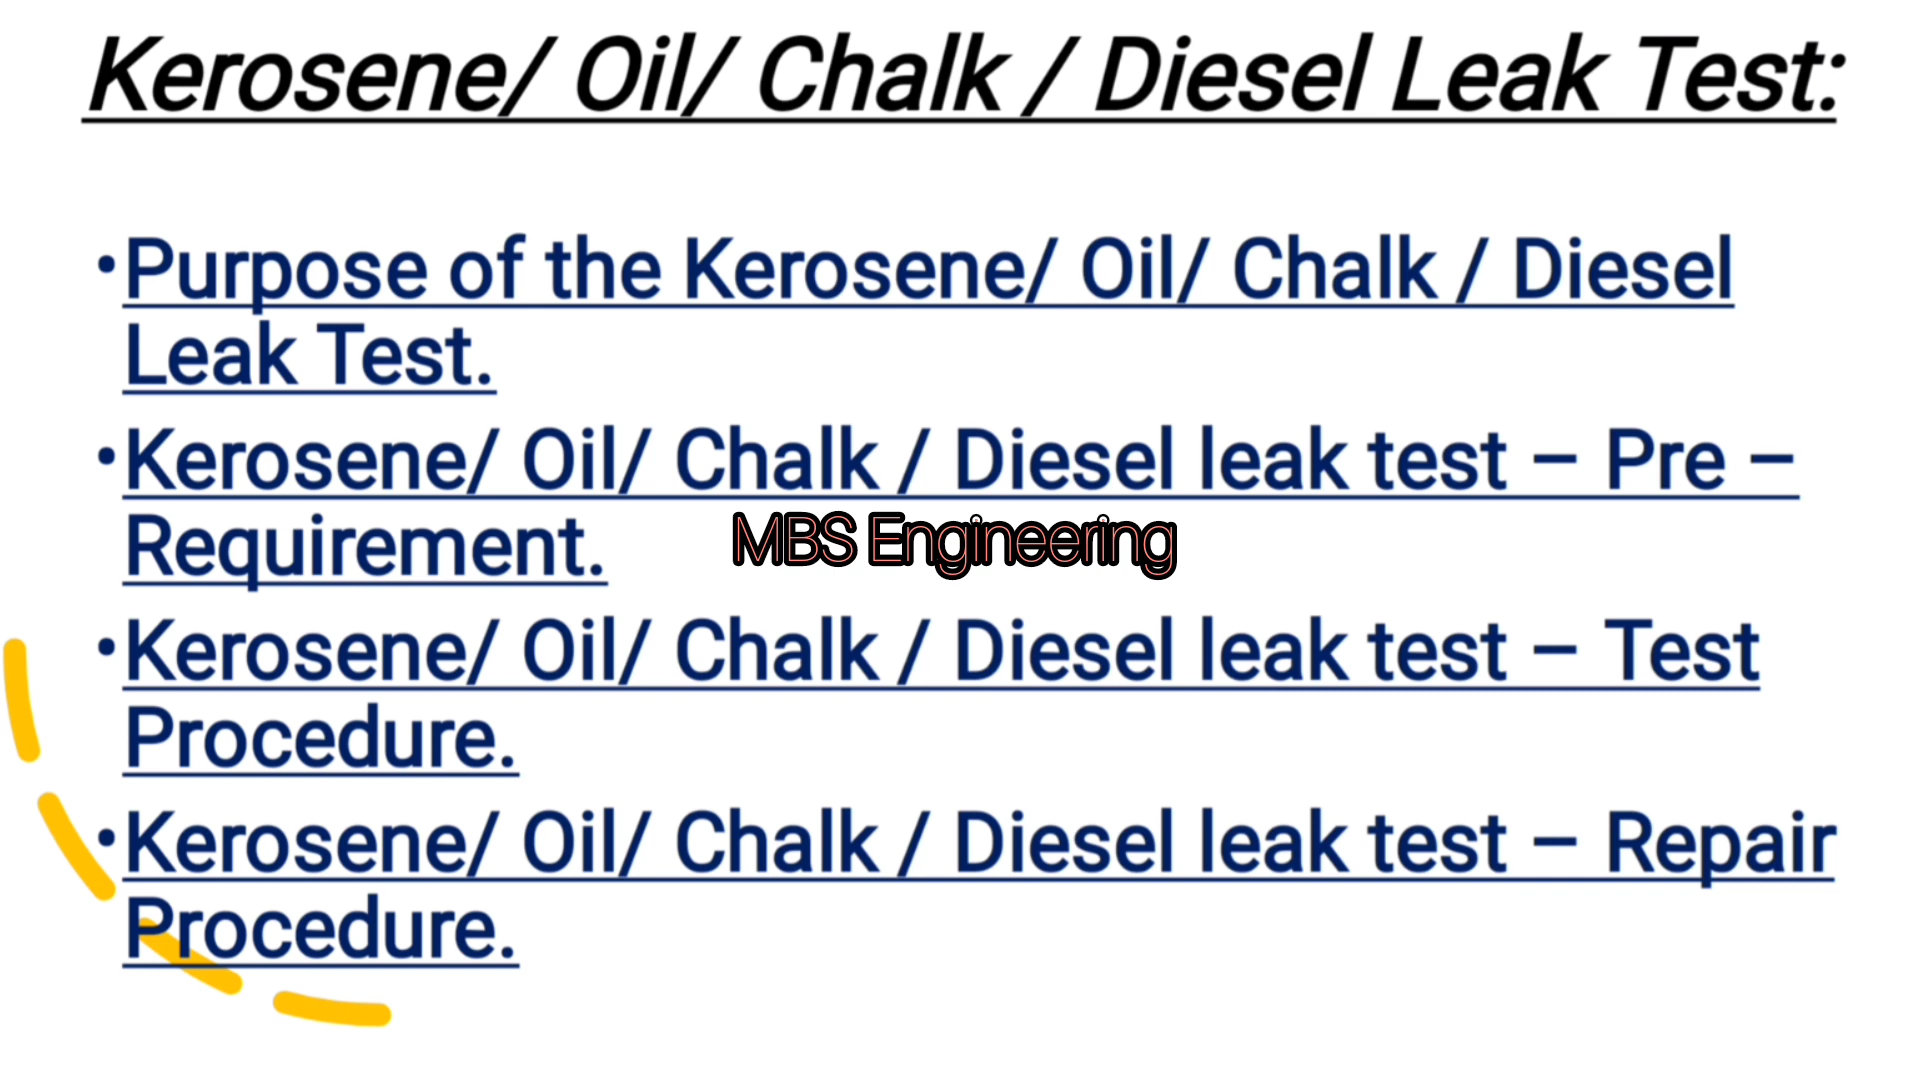 Kerosene/ Oil/ Chalk / Diesel Leak Test:
•Purpose of the Kerosene/ Oil/ Chalk / Diesel
Leak Test.
•Kerosene/ Oil/ Chalk / Diesel leak test – Pre –
Requirement.
MBS Engineering
•Kerosene/ Oil/ Chalk / Diesel leak test – Test
Procedure.
•Kerosene/ Oil/ Chalk / Diesel leak test – Repair
Procedure.